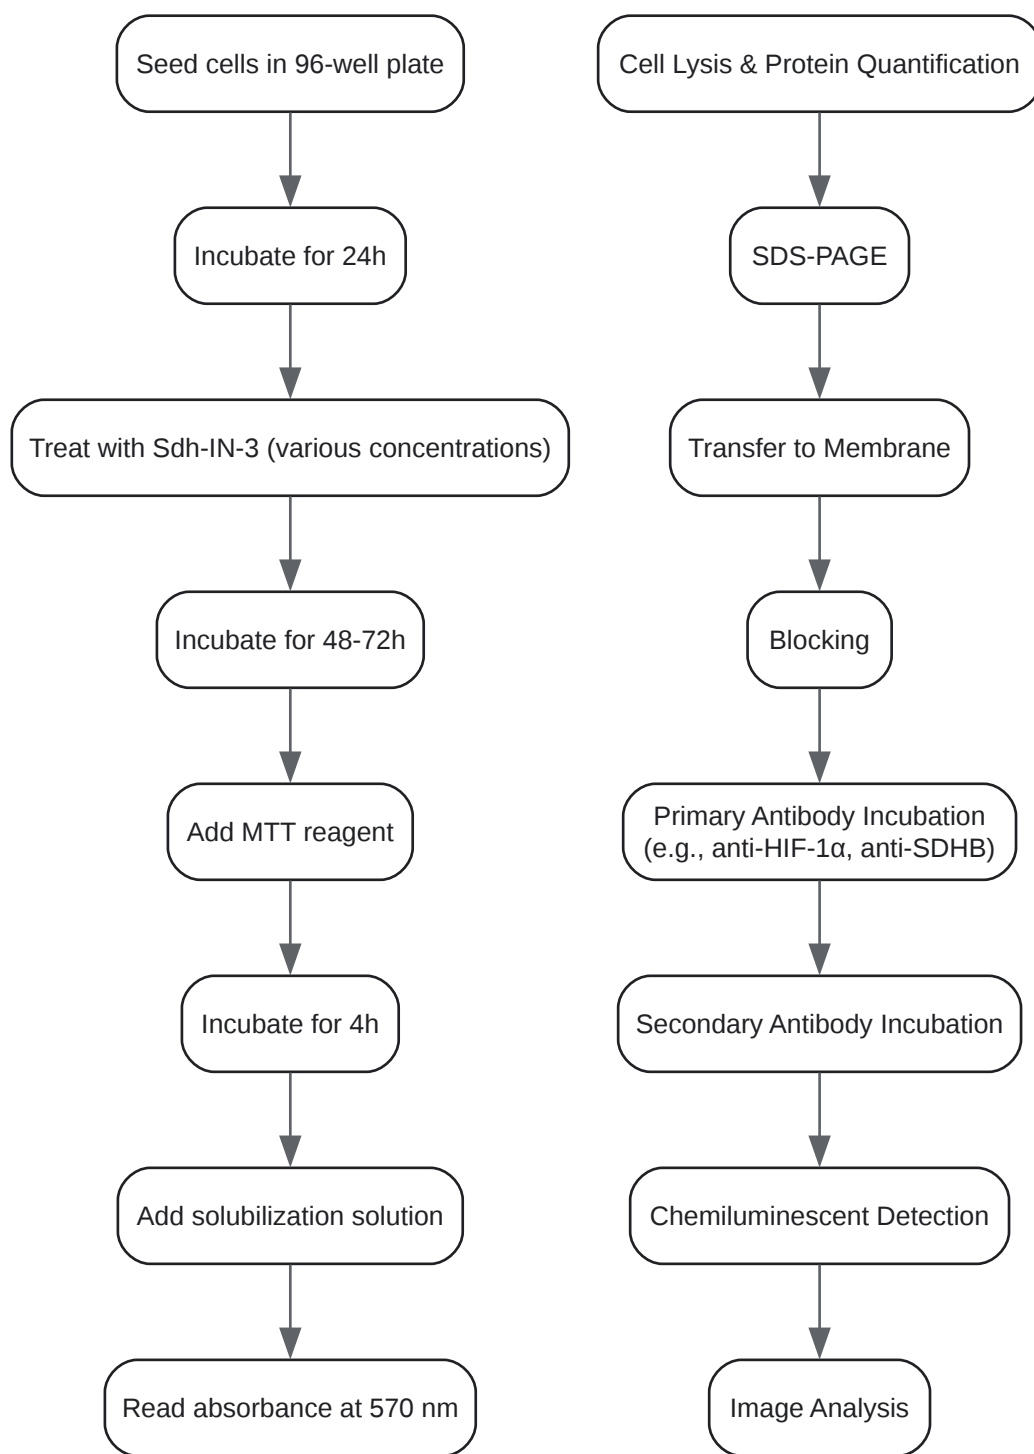 Seed cells in 96-well plate
Incubate for 24h
Treat with Sdh-IN-3 (various concentrations)
Incubate for 48-72h
Add MTT reagent
Incubate for 4h
Add solubilization solution
Read absorbance at 570 nm
Cell Lysis & Protein Quantification
SDS-PAGE
Transfer to Membrane
Blocking
Primary Antibody Incubation
(e.g., anti-HIF-1α, anti-SDHB)
Secondary Antibody Incubation
Chemiluminescent Detection
Image Analysis